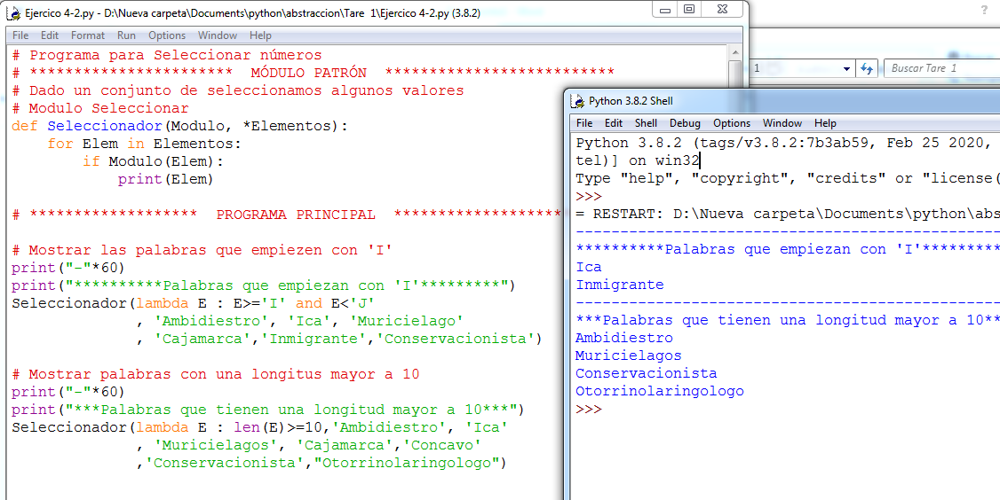 Ejercico 4-2.py - D:\Nueva carpeta\Documents\python\abstraccion\Tare 1\Ejercico 4-2.py (3.8.2)
File Edit Format Run Options Window Help
# Programa para Seleccionar números
# *********************** MÓDULO PATRÓN **************************
# Dado un conjunto de seleccionamos algunos valores
# Modulo Seleccionar
def Seleccionador(Modulo, *Elementos):
    for Elem in Elementos:
        if Modulo(Elem):
            print(Elem)
# ******************* PROGRAMA PRINCIPAL ********************
# Mostrar las palabras que empiezen con 'I'
print("-"*60)
print("**********Palabras que empiezan con 'I'*********")
Seleccionador(lambda E : E>='I' and E<'J'
              , 'Ambidiestro', 'Ica', 'Muricielago'
              , 'Cajamarca','Inmigrante','Conservacionista')
# Mostrar palabras con una longitus mayor a 10
print("-"*60)
print("***Palabras que tienen una longitud mayor a 10***")
Seleccionador(lambda E : len(E)>=10,'Ambidiestro', 'Ica'
              , 'Muricielagos', 'Cajamarca','Concavo'
              ,'Conservacionista',"Otorrinolaringologo")
?
1
Buscar Tare 1
Python 3.8.2 Shell
File Edit Shell Debug Options Window Help
Python 3.8.2 (tags/v3.8.2:7b3ab59, Feb 25 2020,
tel)] on win32
Type "help", "copyright", "credits" or "license(
>>>
= RESTART: D:\Nueva carpeta\Documents\python\abs
------------------------------------------------
**********Palabras que empiezan con 'I'*********
Ica
Inmigrante
------------------------------------------------
***Palabras que tienen una longitud mayor a 10**
Ambidiestro
Muricielagos
Conservacionista
Otorrinolaringologo
>>>